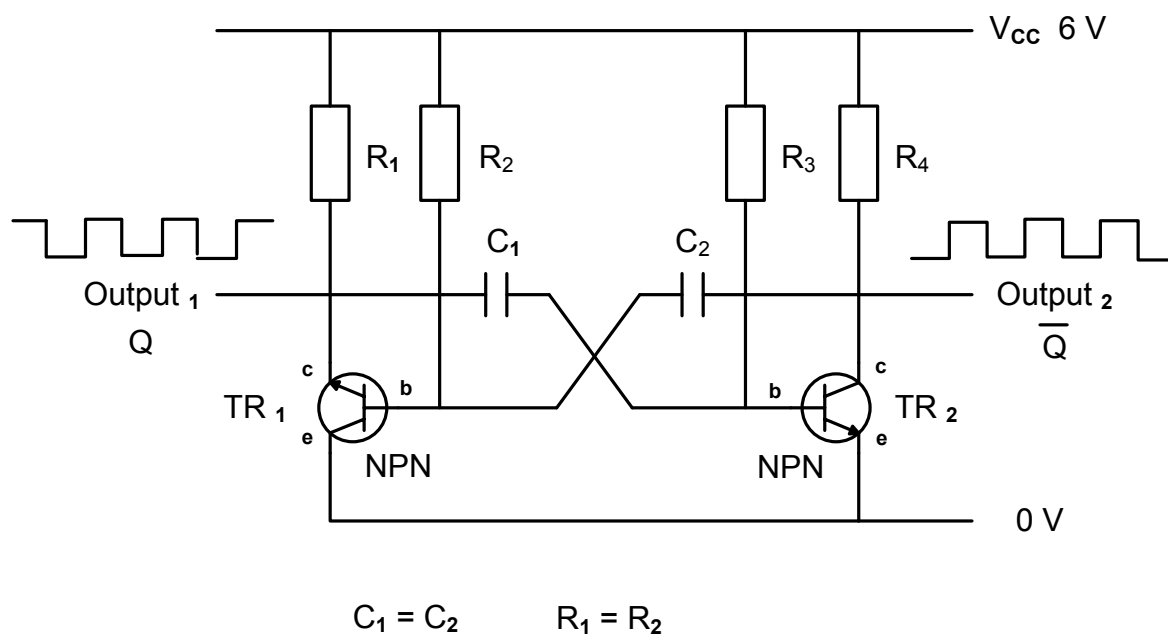 V_CC 6 V
R₁
R₂
R₃
R₄
C₁
C₂
Output ₁
Q
Output ₂
Q̅
c
b
e
TR ₁
NPN
c
b
e
TR ₂
NPN
0 V
C₁ = C₂ R₁ = R₂